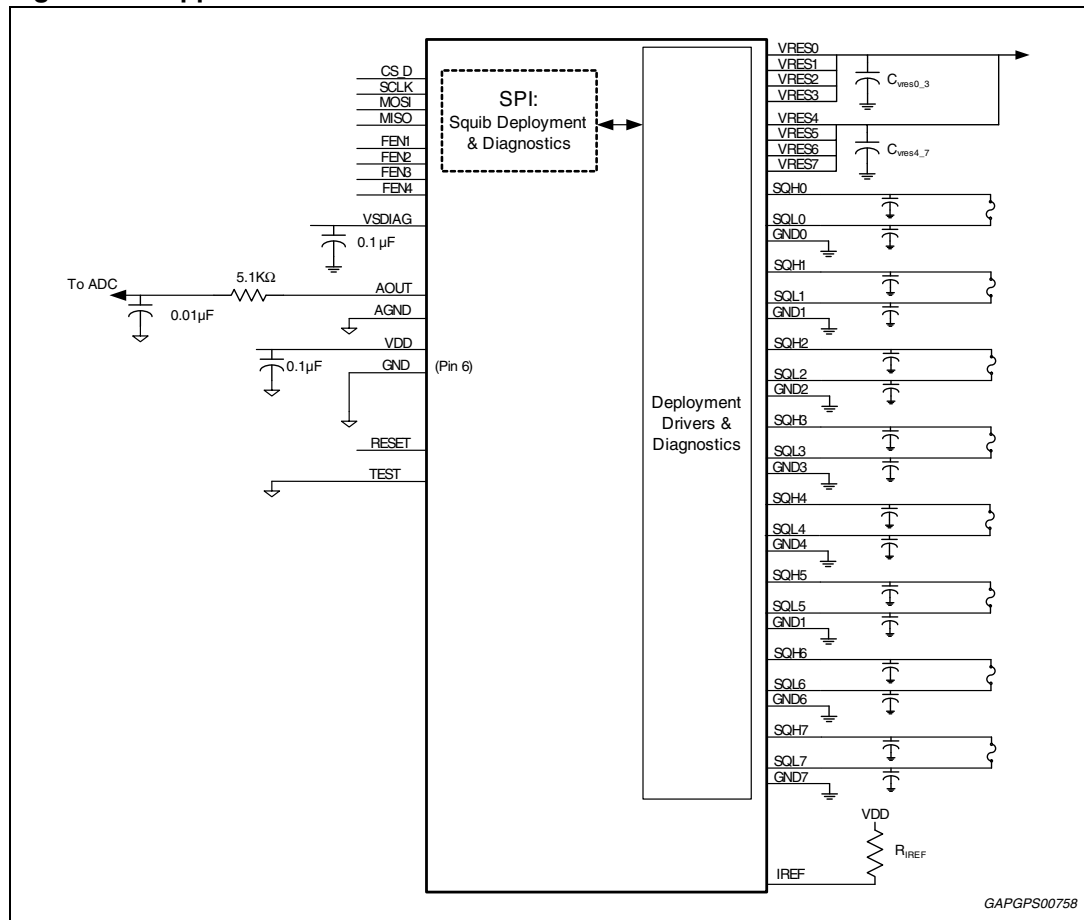 CS_D
SCLK
MOSI
MISO
FEN1
FEN2
FEN3
FEN4
VSDIAG
0.1 µF
To ADC
5.1KΩ
AOUT
0.01µF
AGND
VDD
0.1µF
GND
(Pin 6)
RESET
TEST
SPI:
Squib Deployment
& Diagnostics
Deployment
Drivers &
Diagnostics
VRES0
VRES1
VRES2
VRES3
Cvres0_3
VRES4
VRES5
VRES6
VRES7
Cvres4_7
SQH0
SQL0
GND0
SQH1
SQL1
GND1
SQH2
SQL2
GND2
SQH3
SQL3
GND3
SQH4
SQL4
GND4
SQH5
SQL5
GND1
SQH6
SQL6
GND6
SQH7
SQL7
GND7
VDD
RIREF
IREF
GAPGPS00758